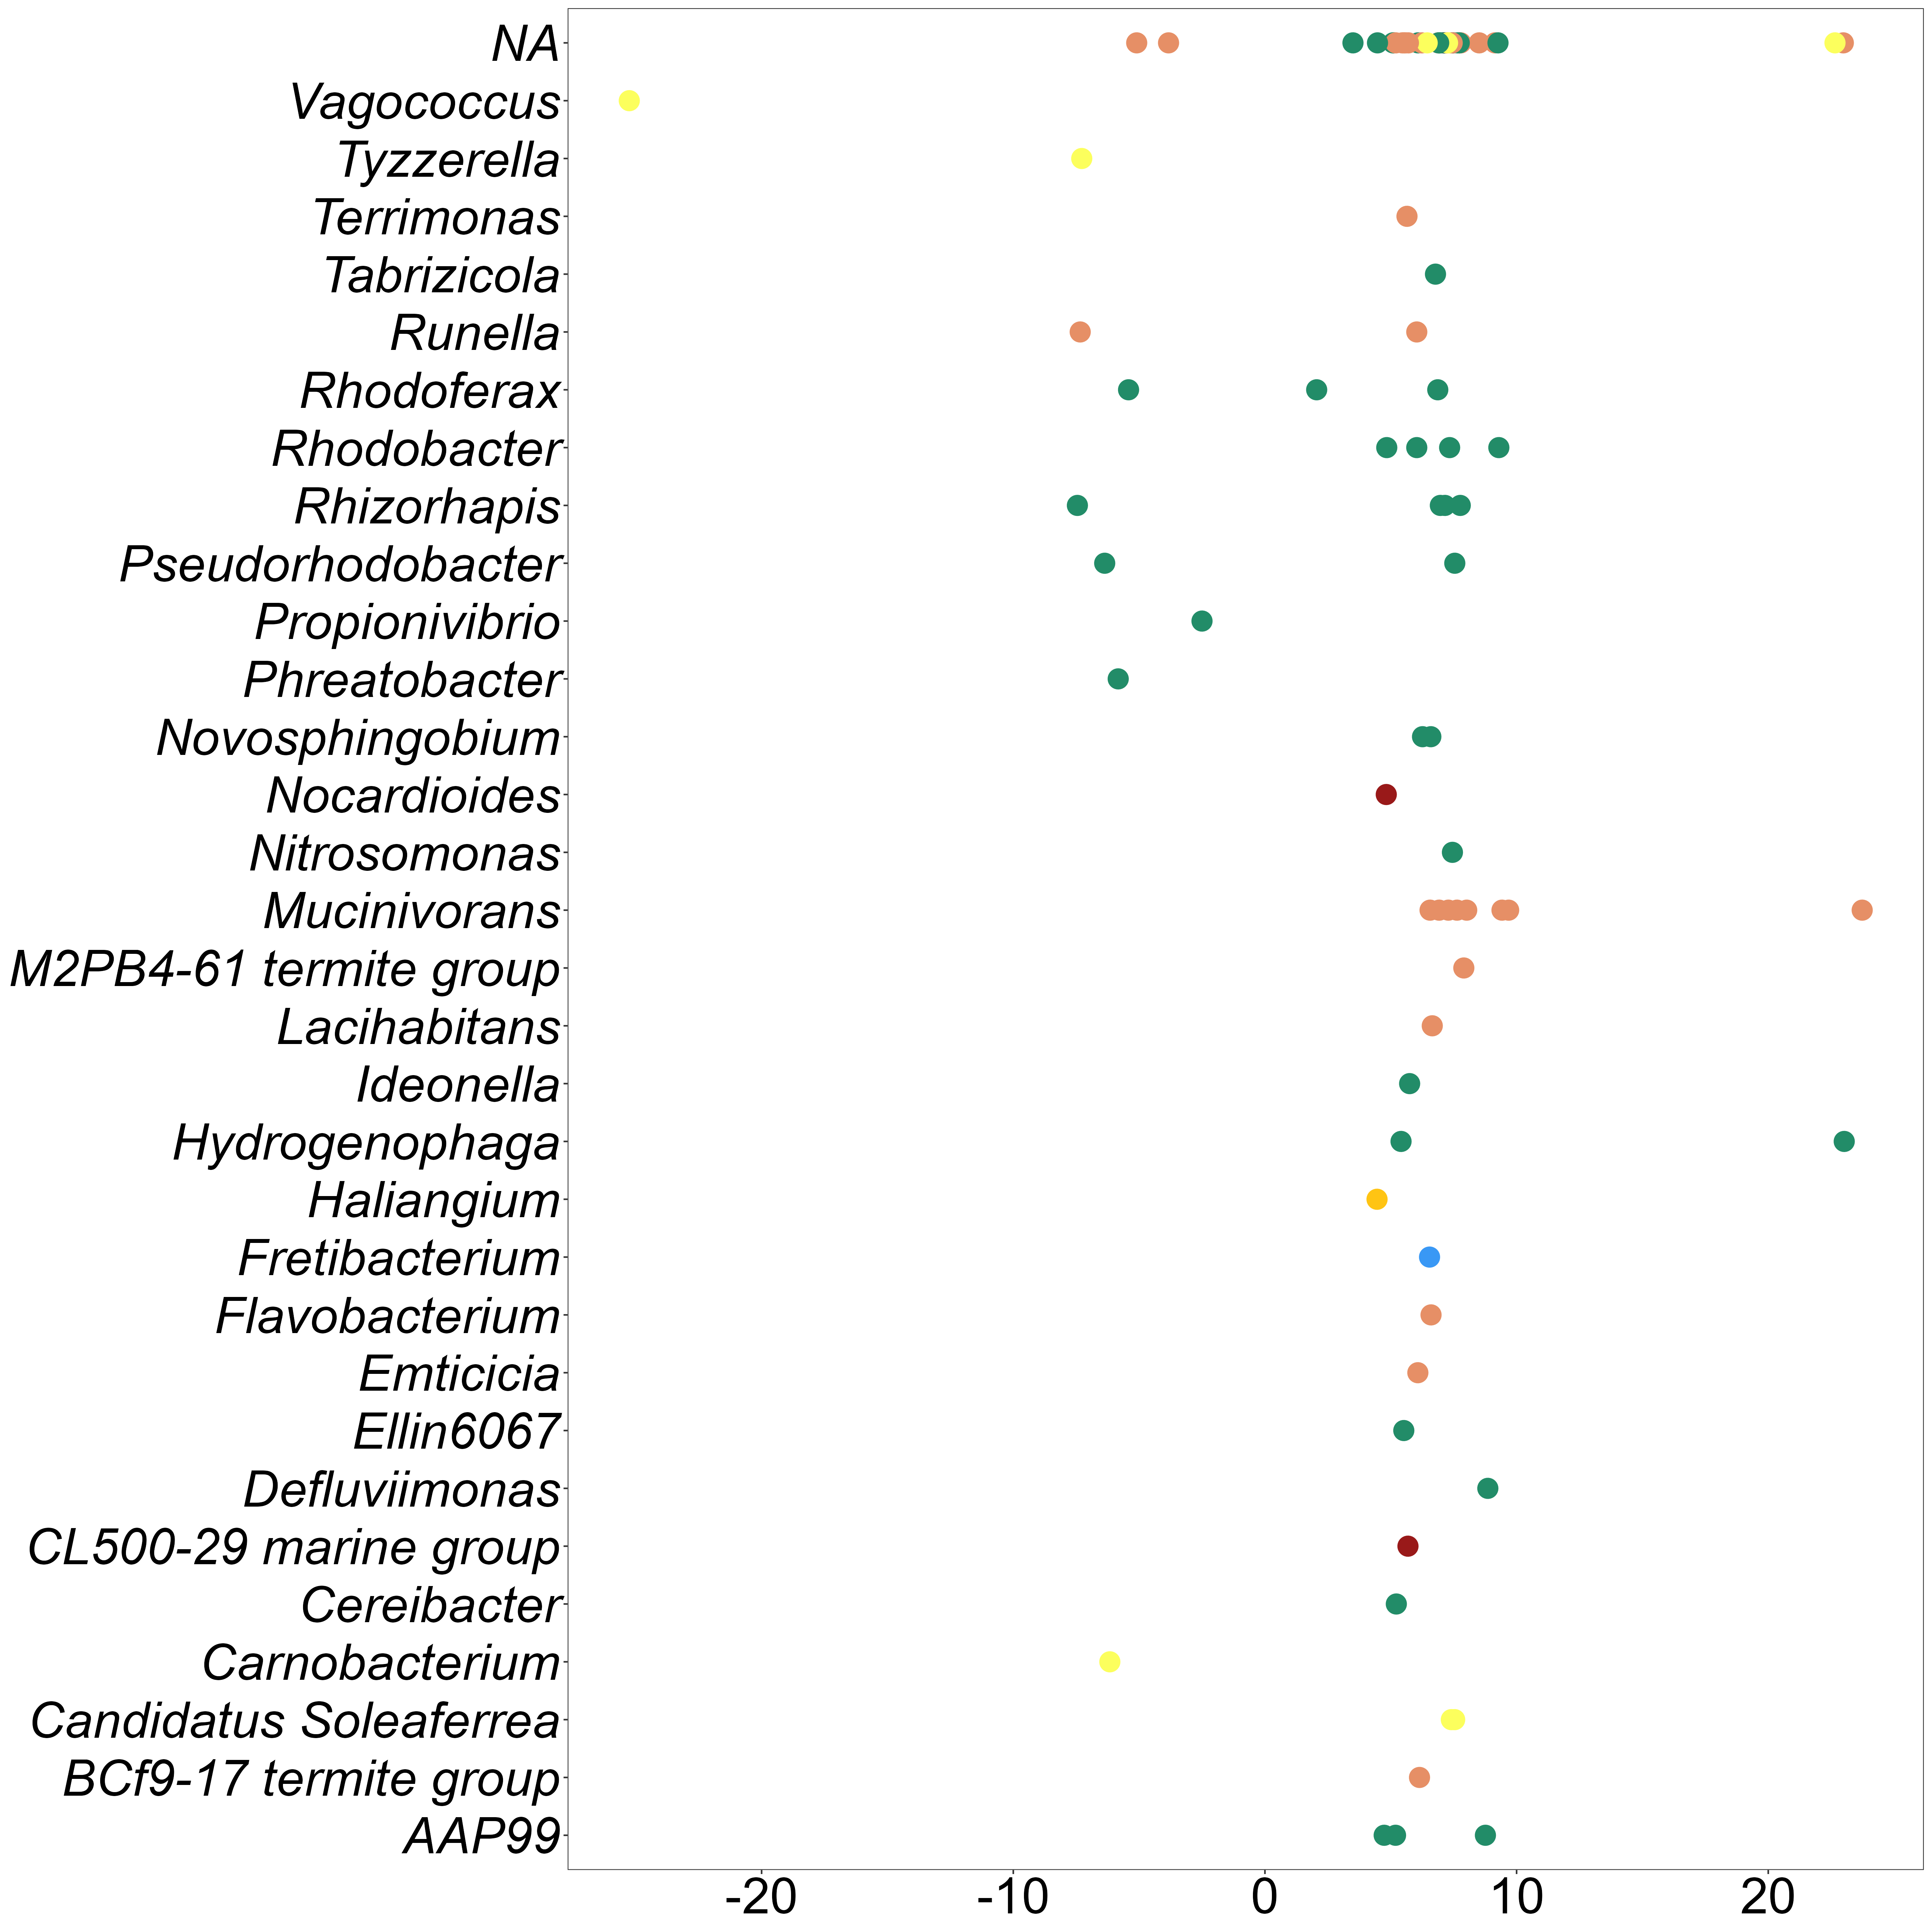 NA
Vagococcus
Tyzzerella
Terrimonas
Tabrizicola
Runella
Rhodoferax
Rhodobacter
Rhizorhapis
Pseudorhodobacter
Propionivibrio
Phreatobacter
Novosphingobium
Nocardioides
Nitrosomonas
Mucinivorans
M2PB4-61 termite group
Lacihabitans
Ideonella
Hydrogenophaga
Haliangium
Fretibacterium
Flavobacterium
Emticicia
Ellin6067
Defluviimonas
CL500-29 marine group
Cereibacter
Carnobacterium
Candidatus Soleaferrea
BCf9-17 termite group
AAP99
-20 -10 0 10 20